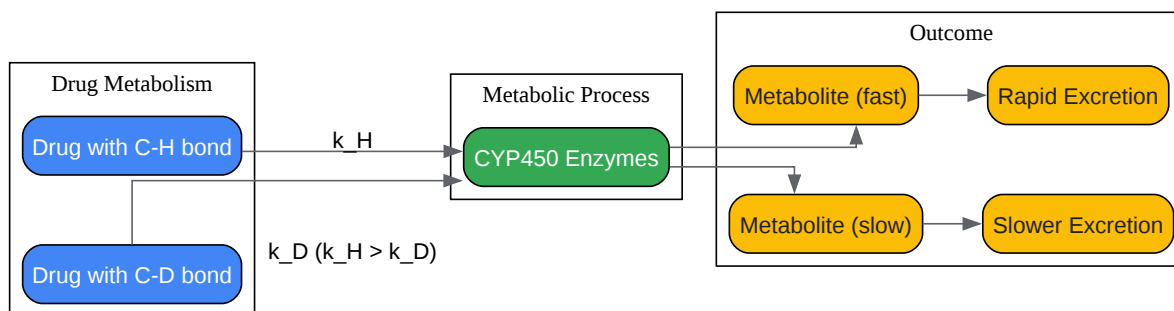 Drug Metabolism
Drug with C-H bond
Drug with C-D bond
k_H
k_D (k_H > k_D)
Metabolic Process
CYP450 Enzymes
Outcome
Metabolite (fast)
Rapid Excretion
Metabolite (slow)
Slower Excretion